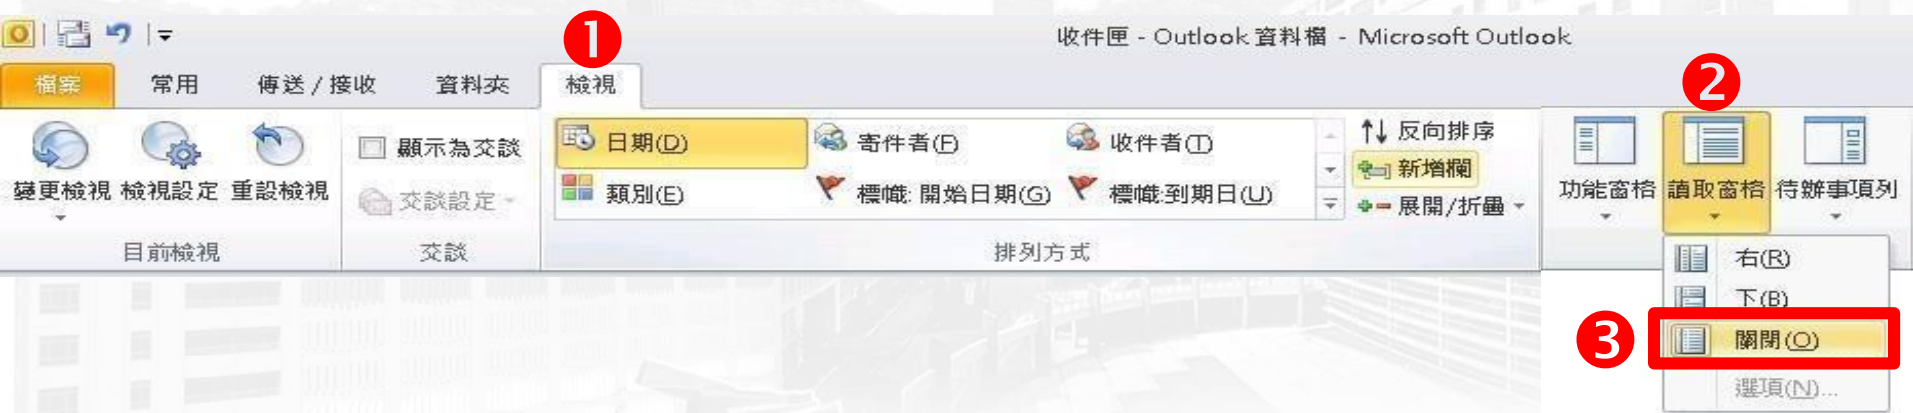 1
收件匣 - Outlook 資料檔 - Microsoft Outlook
2
檔案 常用 傳送 / 接收 資料夾 檢視
日期(D) 寄件者(F) 收件者(T) 反向排序
顯示為交談 新增欄
變更檢視 檢視設定 重設檢視 功能窗格 讀取窗格 待辦事項列
交談設定 類別(E) 標幟: 開始日期(G) 標幟:到期日(U) 展開/折疊
目前檢視 交談 排列方式
右(R)
下(B)
3 關閉(O)
選項(N)...